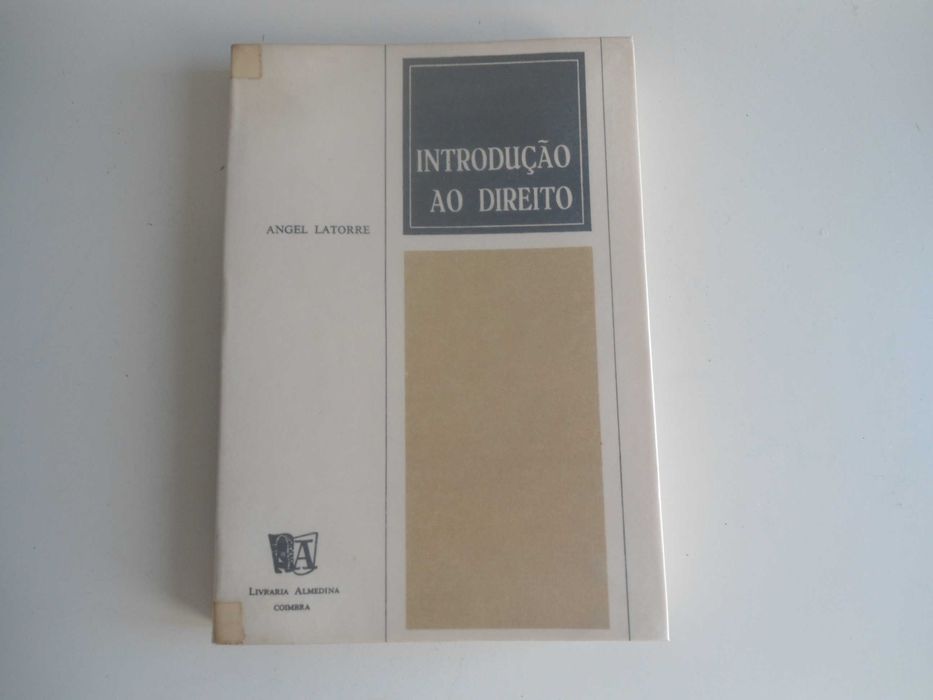 INTRODUÇÃO
AO DIREITO
ANGEL LATORRE
A
LIVRARIA ALMEDINA
COIMBRA